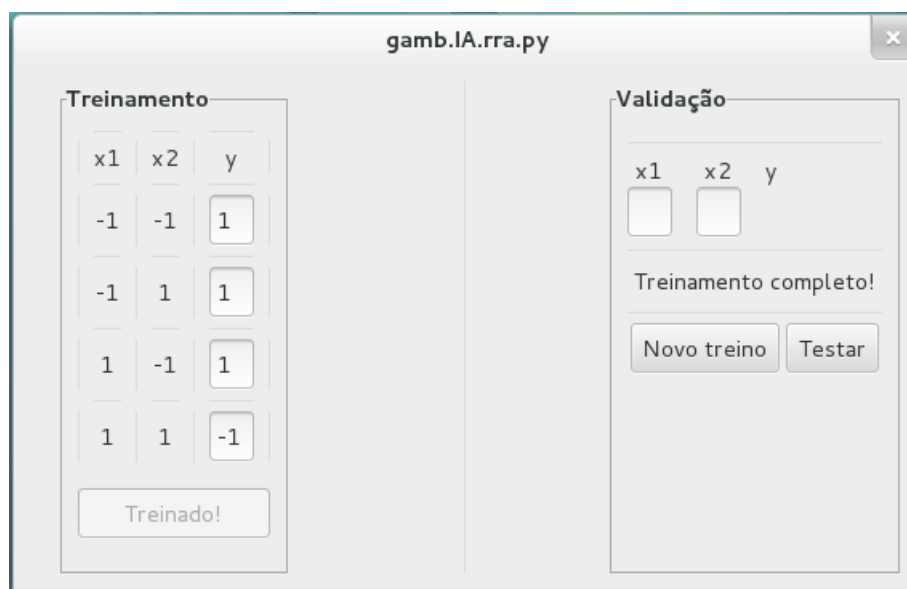 gamb.IA.rra.py
Treinamento
x1 x2 y
-1 -1 1
-1 1 1
1 -1 1
1 1 -1
Treinado!
Validação
x1 x2 y
Treinamento completo!
Novo treino Testar